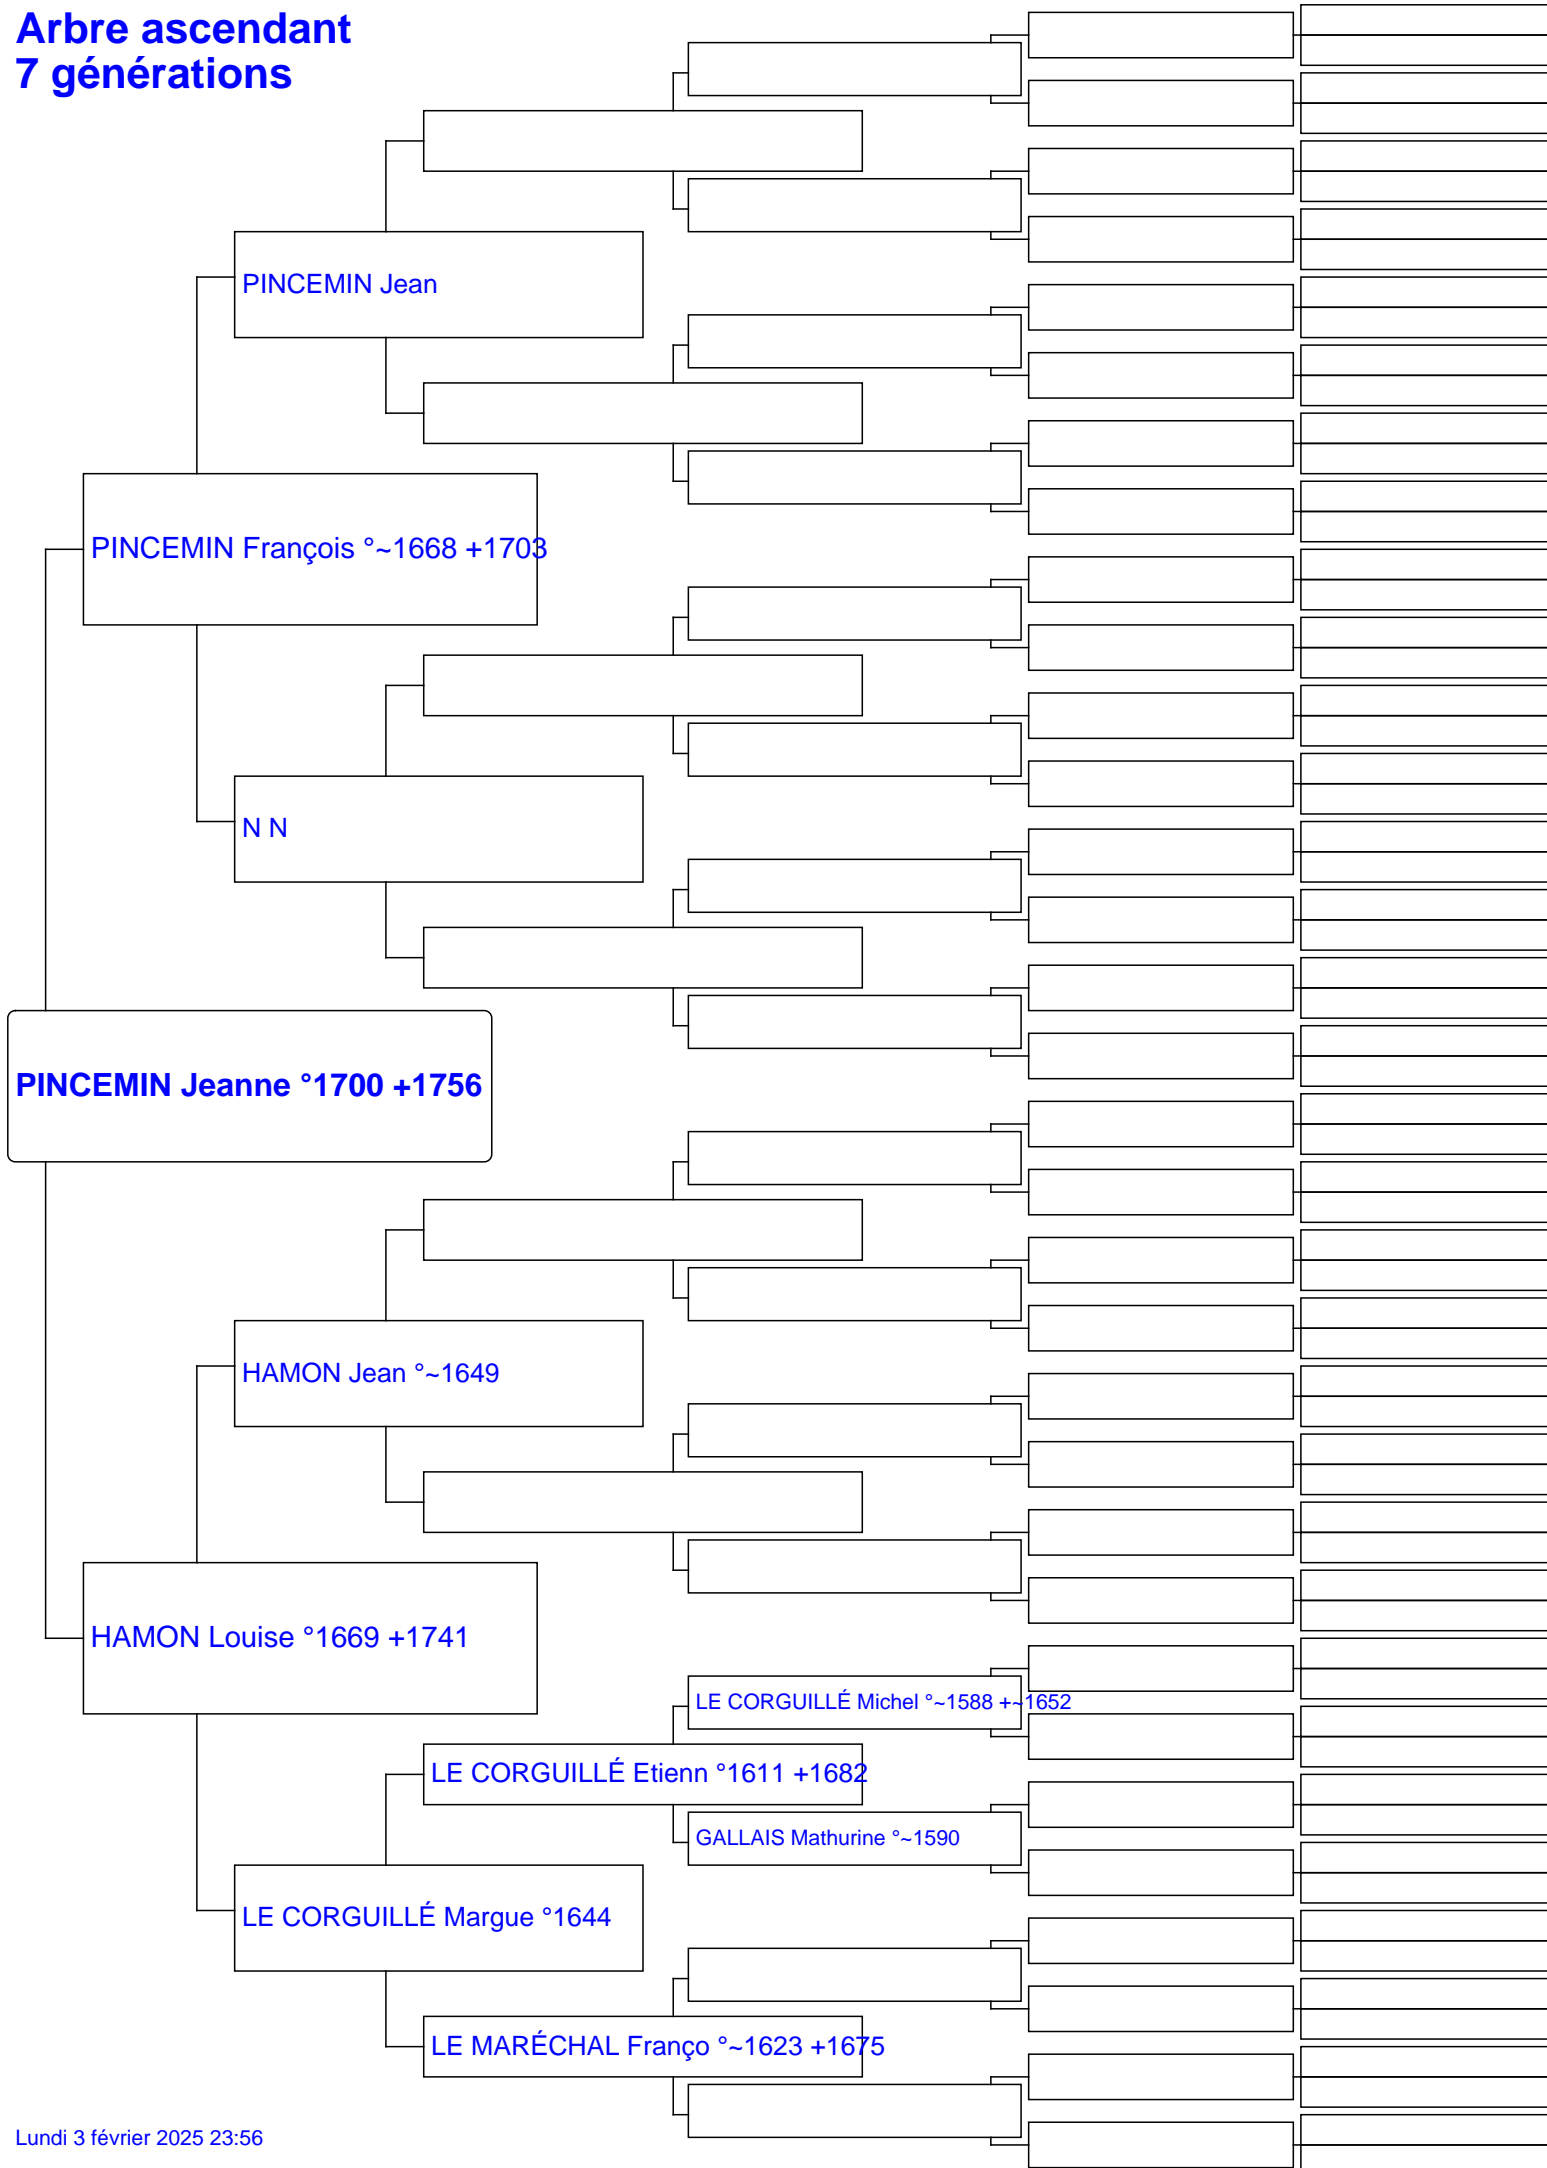 Arbre ascendant
7 générations
PINCEMIN Jean
PINCEMIN François °~1668 +1703
N N
PINCEMIN Jeanne °1700 +1756
HAMON Jean °~1649
HAMON Louise °1669 +1741
LE CORGUILLÉ Michel °~1588 +~1652
LE CORGUILLÉ Etienn °1611 +1682
GALLAIS Mathurine °~1590
LE CORGUILLÉ Margue °1644
LE MARÉCHAL Franço °~1623 +1675
Lundi 3 février 2025 23:56